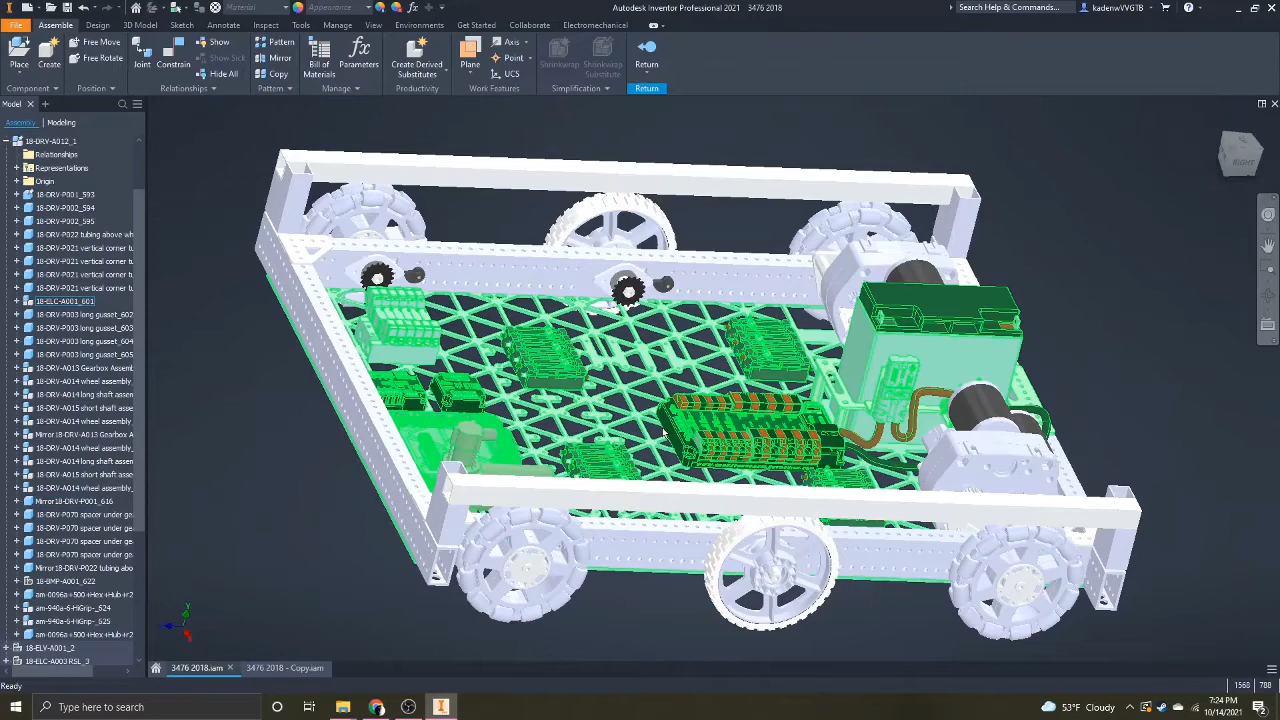 Material
Appearance
Autodesk Inventor Professional 2021   3476 2018
Search Help & Commands...
kadenwVVGTB
File
Assemble
Design
3D Model
Sketch
Annotate
Inspect
Tools
Manage
View
Environments
Get Started
Collaborate
Electromechanical
Place
Create
Free Move
Free Rotate
Joint
Constrain
Show
Show Sick
Hide All
Pattern
Mirror
Copy
Bill of
Materials
Parameters
Create Derived
Substitutes
Plane
Axis
Point
UCS
Shrinkwrap
Shrinkwrap
Substitute
Return
Component
Position
Relationships
Pattern
Manage
Productivity
Work Features
Simplification
Return
Model
Assembly
Modeling
18-DRV-A012_1
Relationships
Representations
Origin
18-DRV-P001_593
18-DRV-P002_594
18-DRV-P002_595
18-DRV-P022 tubing above wh
18-DRV-P021 vertical corner tu
18-DRV-P021 vertical corner tu
18-DRV-P021 vertical corner tu
18-DRV-P021 vertical corner tu
18-ELC-A001_601
18-DRV-P003 long gusset_602
18-DRV-P003 long gusset_603
18-DRV-P003 long gusset_604
18-DRV-P003 long gusset_605
18-DRV-A013 Gearbox Assemb
18-DRV-A014 wheel assembly_
18-DRV-A014 long shaft assem
18-DRV-A015 short shaft asse
18-DRV-A014 wheel assembly_
Mirror18-DRV-A013 Gearbox A
18-DRV-A014 wheel assembly_
18-DRV-A014 long shaft assem
18-DRV-A015 short shaft asse
18-DRV-A014 wheel assembly_
Mirror18-DRV-P001_616
18-DRV-P070 spacer under ge
18-DRV-P070 spacer under ge
18-DRV-P070 spacer under ge
18-DRV-P070 spacer under ge
Mirror18-DRV-P022 tubing abo
18-BMP-A001_622
am-0096a+500+Hex+Hub+r2
am-940a-6-HiGrip-_624
am-940a-6-HiGrip-_625
am-0096a+500+Hex+Hub+r2
18-ELV-A001_2
18-ELC-A003 RSL_3
RIGHT
Y
3476 2018.iam
3476 2018 - Copy.iam
Ready
1568
788
Type here to search
53°F Cloudy
7:24 PM
10/14/2021
2